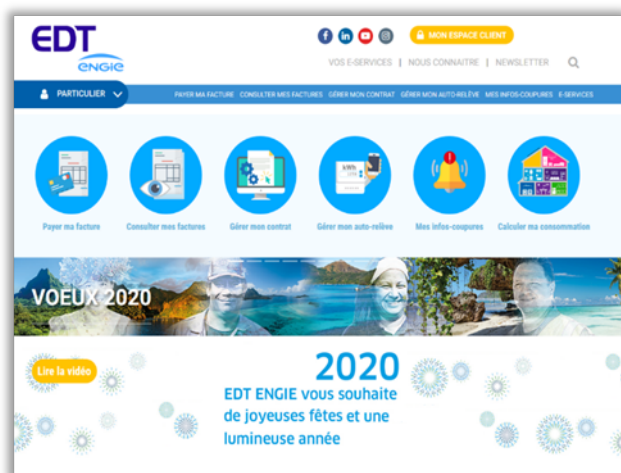 EDT
ENGIE
MON ESPACE CLIENT
VOS E-SERVICES | NOUS CONNAITRE | NEWSLETTER
PARTICULIER
PAYER MA FACTURE CONSULTER MES FACTURES GÉRER MON CONTRAT GÉRER MON AUTO-RELÈVE MES INFOS-COUPURES E-SERVICES
Payer ma facture Consulter mes factures Gérer mon contrat Gérer mon auto-relève Mes infos-coupures Calculer ma consommation
VOEUX 2020
Lire la vidéo
2020
EDT ENGIE vous souhaite
de joyeuses fêtes et une
lumineuse année